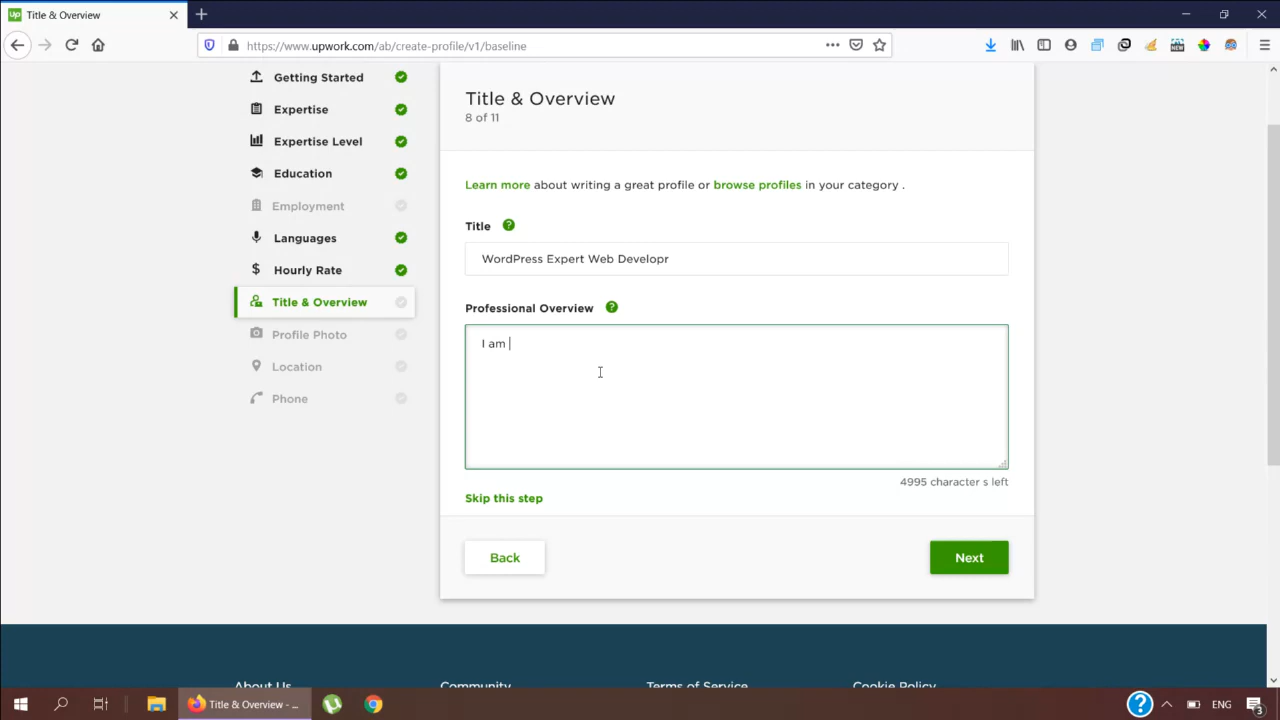 up Title & Overview
https://www.upwork.com/ab/create-profile/v1/baseline
NEW
Getting Started
Expertise
Expertise Level
Education
Employment
Languages
$ Hourly Rate
Title & Overview
Profile Photo
Location
Phone
Title & Overview
8 of 11
Learn more about writing a great profile or browse profiles in your category .
Title ?
WordPress Expert Web Developr
Professional Overview ?
I am
4995 character s left
Skip this step
Back
Next
About Us
Community
Terms of Service
Cookie Policy
Title & Overview - ...
?
ENG
3